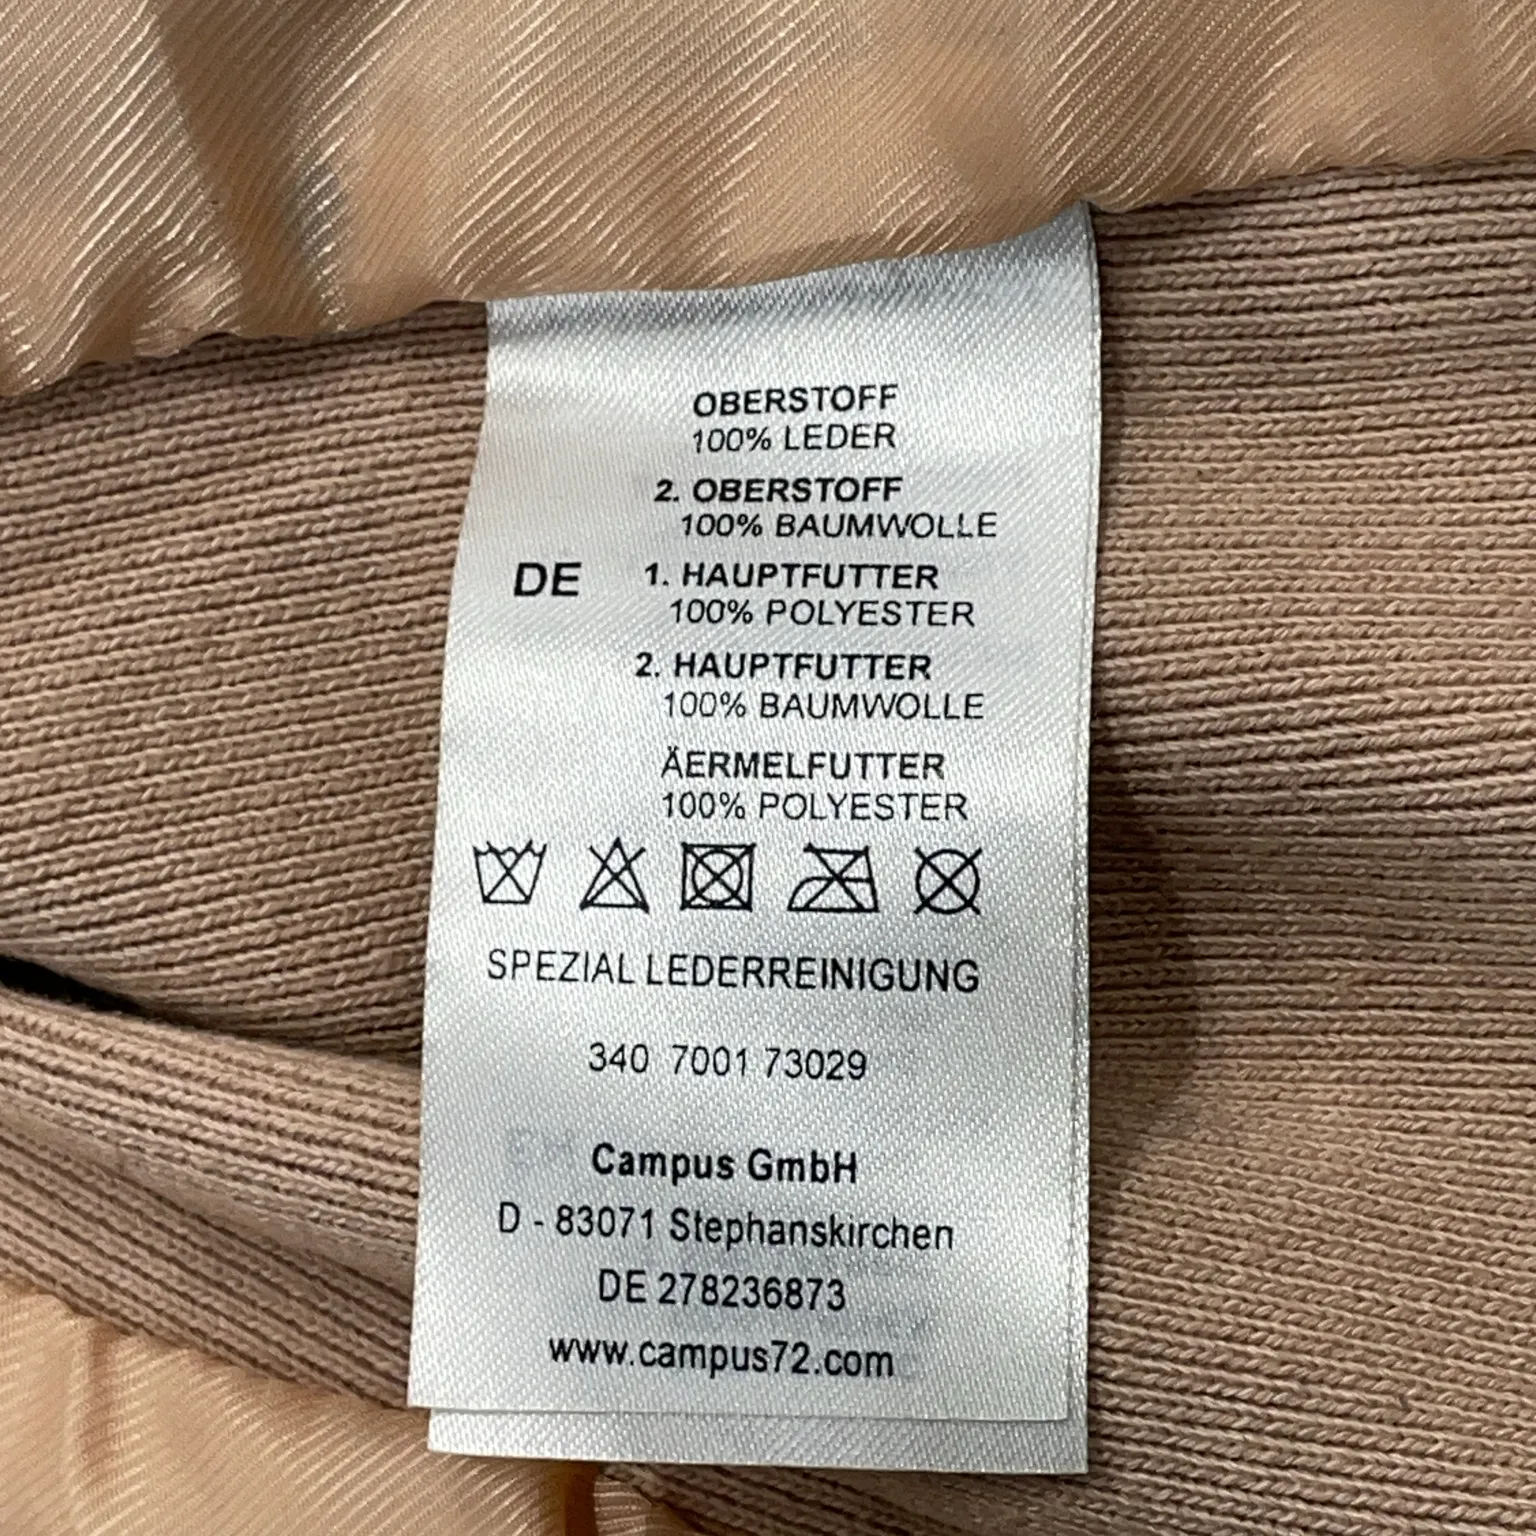 OBERSTOFF
100% LEDER
2. OBERSTOFF
100% BAUMWOLLE
DE
1. HAUPTFUTTER
100% POLYESTER
2. HAUPTFUTTER
100% BAUMWOLLE
ÄERMELFUTTER
100% POLYESTER
SPEZIAL LEDERREINIGUNG
340 7001 73029
Campus GmbH
D - 83071 Stephanskirchen
DE 278236873
www.campus72.com